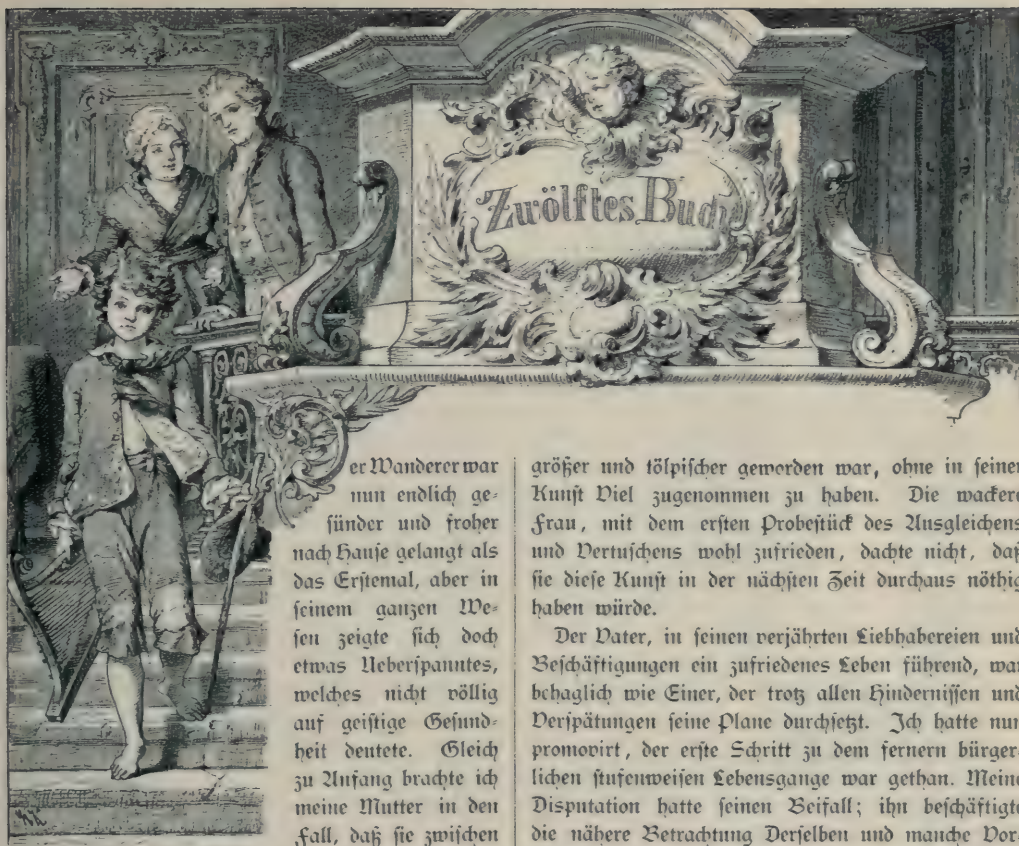 Zwölftes Buch
er Wanderer war
nun endlich ge-
sünder und froher
nach Hause gelangt als
das Erstemal, aber in
seinem ganzen We-
sen zeigte sich doch
etwas Ueberspanntes,
welches nicht völlig
auf geistige Gesund-
heit deutete. Gleich
zu Anfang brachte ich
meine Mutter in den
Fall, daß sie zwischen
größer und tölpischer geworden war, ohne in seiner
Kunst Viel zugenommen zu haben. Die wackere
Frau, mit dem ersten Probestück des Ausgleichens
und Vertuschens wohl zufrieden, dachte nicht, daß
sie diese Kunst in der nächsten Zeit durchaus nöthig
haben würde.
Der Vater, in seinen verjährten Liebhabereien und
Beschäftigungen ein zufriedenes Leben führend, war
behaglich wie Einer, der trotz allen Hindernissen und
Verspätungen seine Plane durchsetzt. Ich hatte nun
promovirt, der erste Schritt zu dem fernern bürger-
lichen stufenweisen Lebensgange war gethan. Meine
Disputation hatte seinen Beifall; ihn beschäftigte
die nähere Betrachtung Derselben und manche Vor-